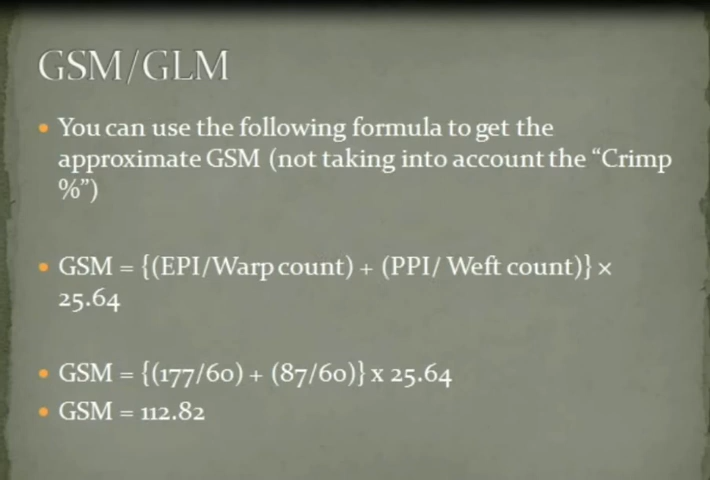 GSM/GLM
• You can use the following formula to get the
approximate GSM (not taking into account the “Crimp
%”)
• GSM = {(EPI/Warp count) + (PPI/ Weft count)} ×
25.64
• GSM = {(177/60) + (87/60)} x 25.64
• GSM = 112.82